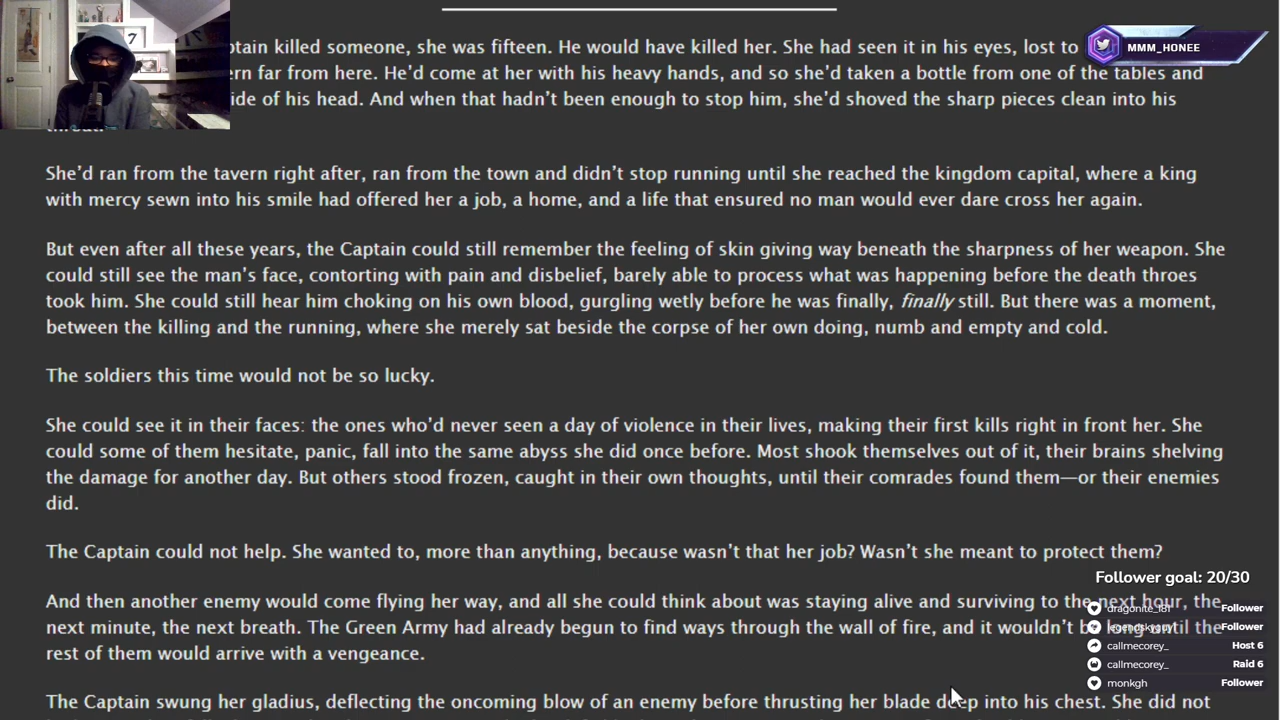 ptain killed someone, she was fifteen. He would have killed her. She had seen it in his eyes, lost to
MMM_HONEE
ern far from here. He’d come at her with his heavy hands, and so she’d taken a bottle from one of the tables and
ide of his head. And when that hadn’t been enough to stop him, she’d shoved the sharp pieces clean into his
She’d ran from the tavern right after, ran from the town and didn’t stop running until she reached the kingdom capital, where a king
with mercy sewn into his smile had offered her a job, a home, and a life that ensured no man would ever dare cross her again.
But even after all these years, the Captain could still remember the feeling of skin giving way beneath the sharpness of her weapon. She
could still see the man’s face, contorting with pain and disbelief, barely able to process what was happening before the death throes
took him. She could still hear him choking on his own blood, gurgling wetly before he was finally, finally still. But there was a moment,
between the killing and the running, where she merely sat beside the corpse of her own doing, numb and empty and cold.
The soldiers this time would not be so lucky.
She could see it in their faces: the ones who’d never seen a day of violence in their lives, making their first kills right in front her. She
could some of them hesitate, panic, fall into the same abyss she did once before. Most shook themselves out of it, their brains shelving
the damage for another day. But others stood frozen, caught in their own thoughts, until their comrades found them—or their enemies
did.
The Captain could not help. She wanted to, more than anything, because wasn’t that her job? Wasn’t she meant to protect them?
And then another enemy would come flying her way, and all she could think about was staying alive and surviving to the next hour, the
next minute, the next breath. The Green Army had already begun to find ways through the wall of fire, and it wouldn’t be long until the
rest of them would arrive with a vengeance.
The Captain swung her gladius, deflecting the oncoming blow of an enemy before thrusting her blade deep into his chest. She did not
Follower goal: 20/30
Follower
Follower
callmecorey_ Host 6
callmecorey_ Raid 6
monkgh Follower
7